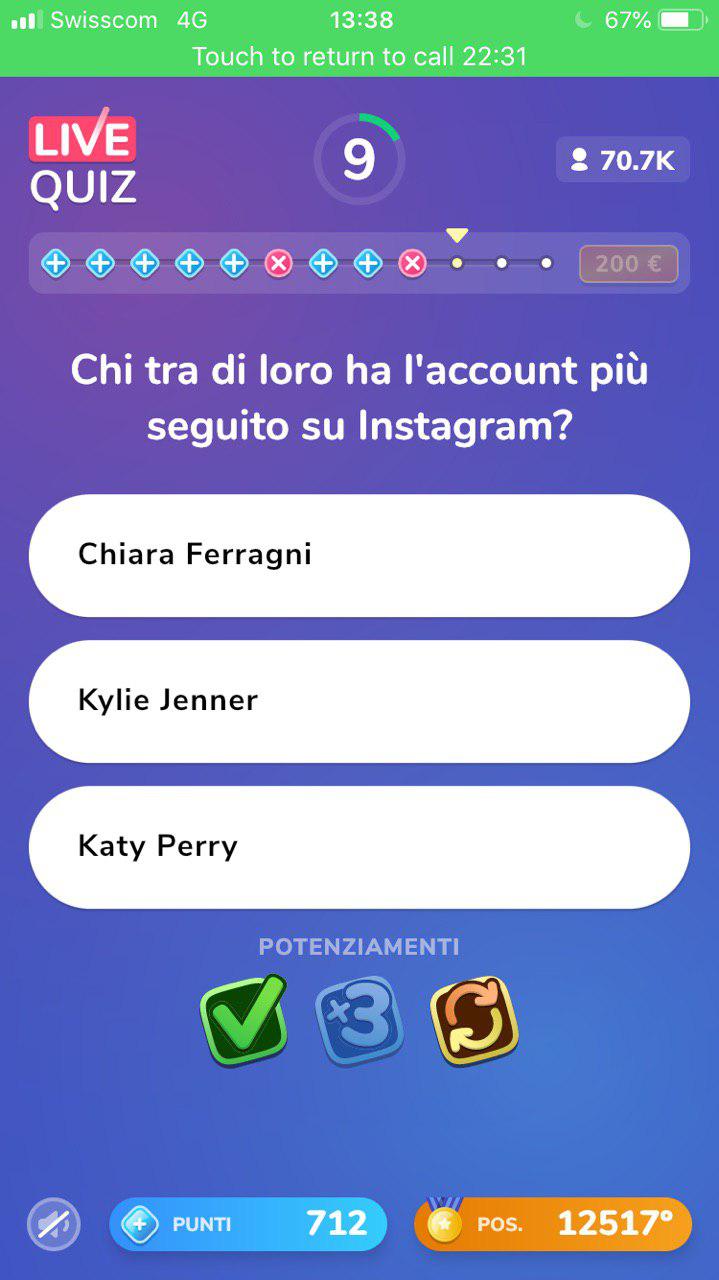 Swisscom 4G 13:38 67%
Touch to return to call 22:31
LIVE
QUIZ
9
70.7K
200 €
Chi tra di loro ha l'account più
seguito su Instagram?
Chiara Ferragni
Kylie Jenner
Katy Perry
POTENZIAMENTI
×3
PUNTI 712
POS. 12517º